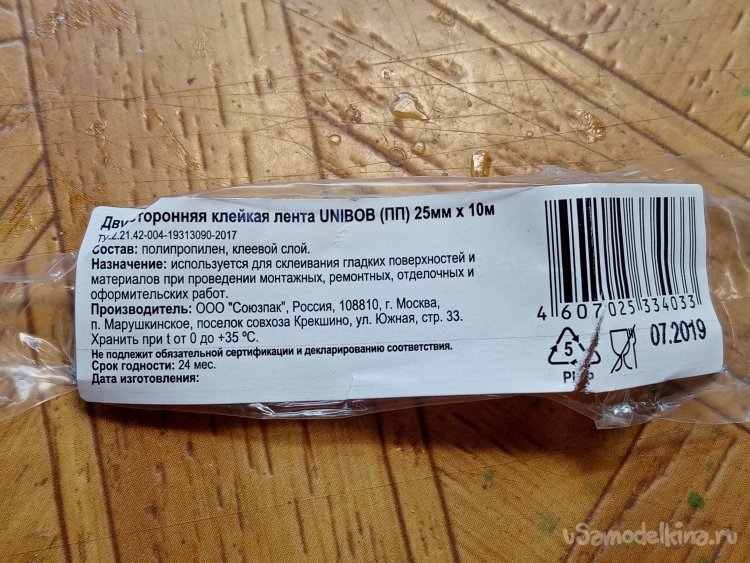 Двусторонняя клейкая лента UNIBOB (ПП) 25мм x 10м
21.42-004-19313090-2017
Состав: полипропилен, клеевой слой.
Назначение: используется для склеивания гладких поверхностей и
материалов при проведении монтажных, ремонтных, отделочных и
оформительских работ.
Производитель: ООО "Союзпак", Россия, 108810, г. Москва,
п. Марушкинское, поселок совхоза Крекшино, ул. Южная, стр. 33.
Хранить при t от 0 до +35 ºС.
Не подлежит обязательной сертификации и декларированию соответствия.
Срок годности: 24 мес.
Дата изготовления:
4 607025 334033
5
07.2019
uSamodelkina.ru